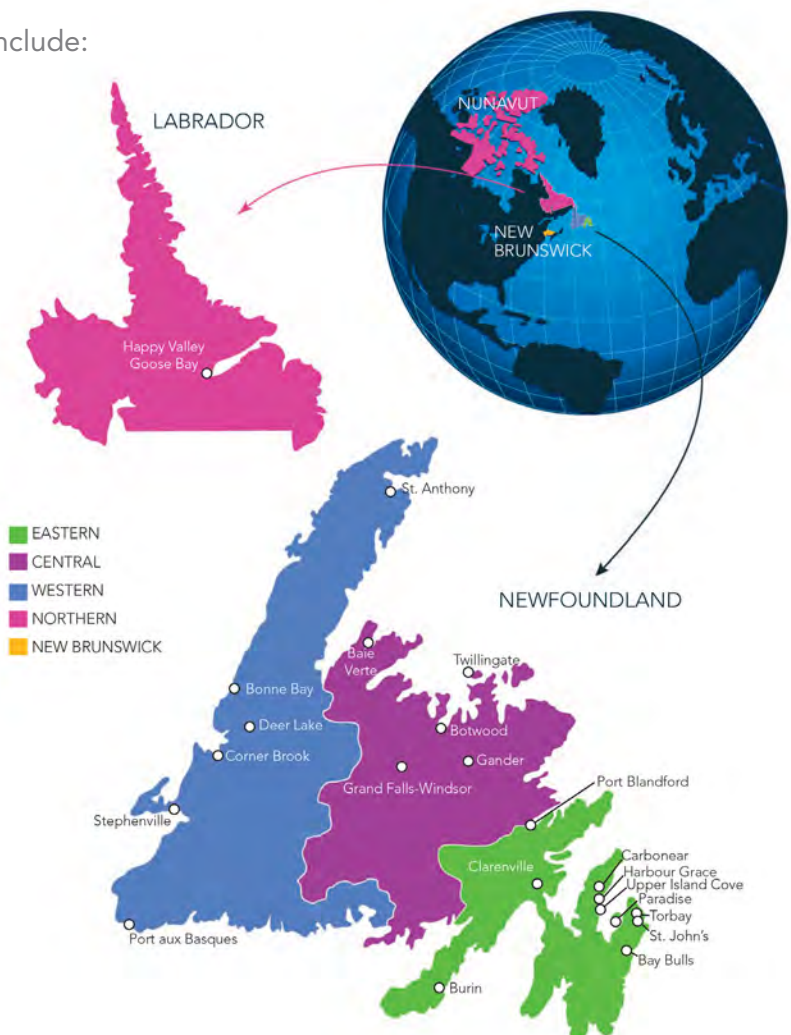 nclude:
LABRADOR
NUNAVUT
NEW
BRUNSWICK
Happy Valley
Goose Bay
EASTERN
CENTRAL
WESTERN
NORTHERN
NEW BRUNSWICK
NEWFOUNDLAND
St. Anthony
Baie
Verte
Twillingate
Bonne Bay
Deer Lake
Botwood
Corner Brook
Gander
Grand Falls-Windsor
Port Blandford
Stephenville
Clarenville
Carbonear
Harbour Grace
Upper Island Cove
Paradise
Torbay
St. John's
Port aux Basques
Bay Bulls
Burin